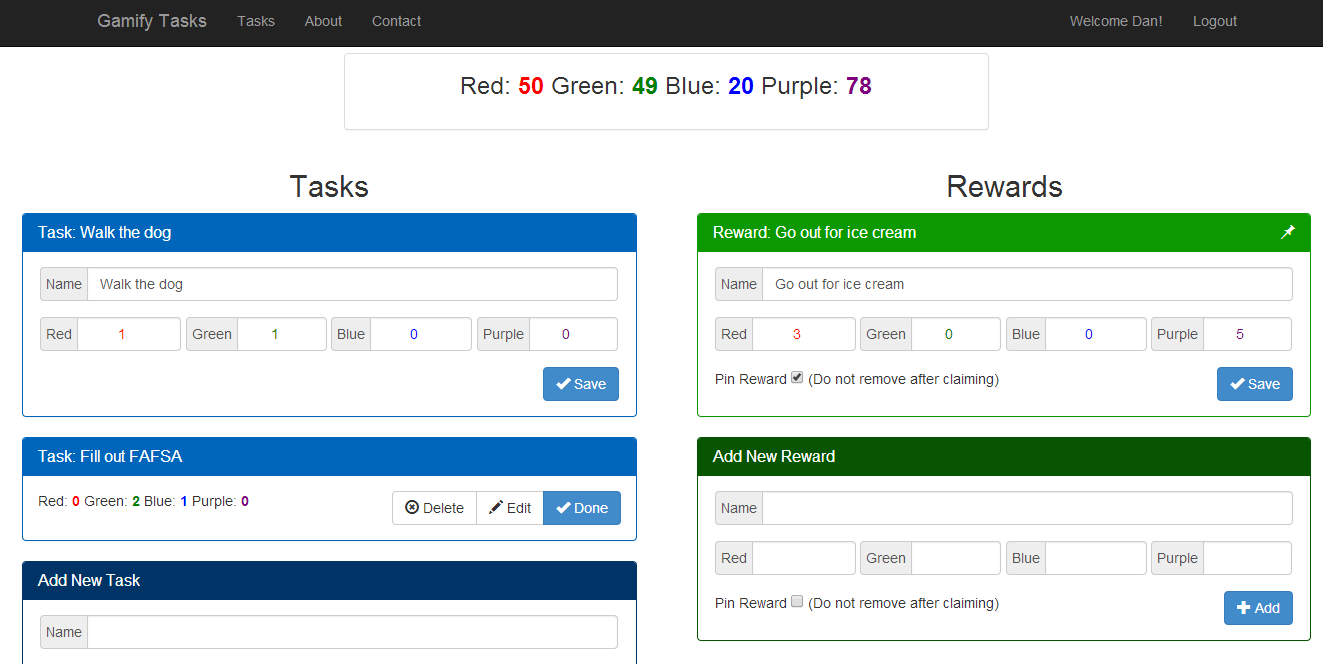 Gamify Tasks Tasks About Contact Welcome Dan! Logout
Red: 50 Green: 49 Blue: 20 Purple: 78
Tasks
Task: Walk the dog
Name Walk the dog
Red 1 Green 1 Blue 0 Purple 0
Save
Task: Fill out FAFSA
Red: 0 Green: 2 Blue: 1 Purple: 0 Delete Edit Done
Add New Task
Name
Rewards
Reward: Go out for ice cream
Name Go out for ice cream
Red 3 Green 0 Blue 0 Purple 5
Pin Reward (Do not remove after claiming) Save
Add New Reward
Name
Red Green Blue Purple
Pin Reward (Do not remove after claiming) Add